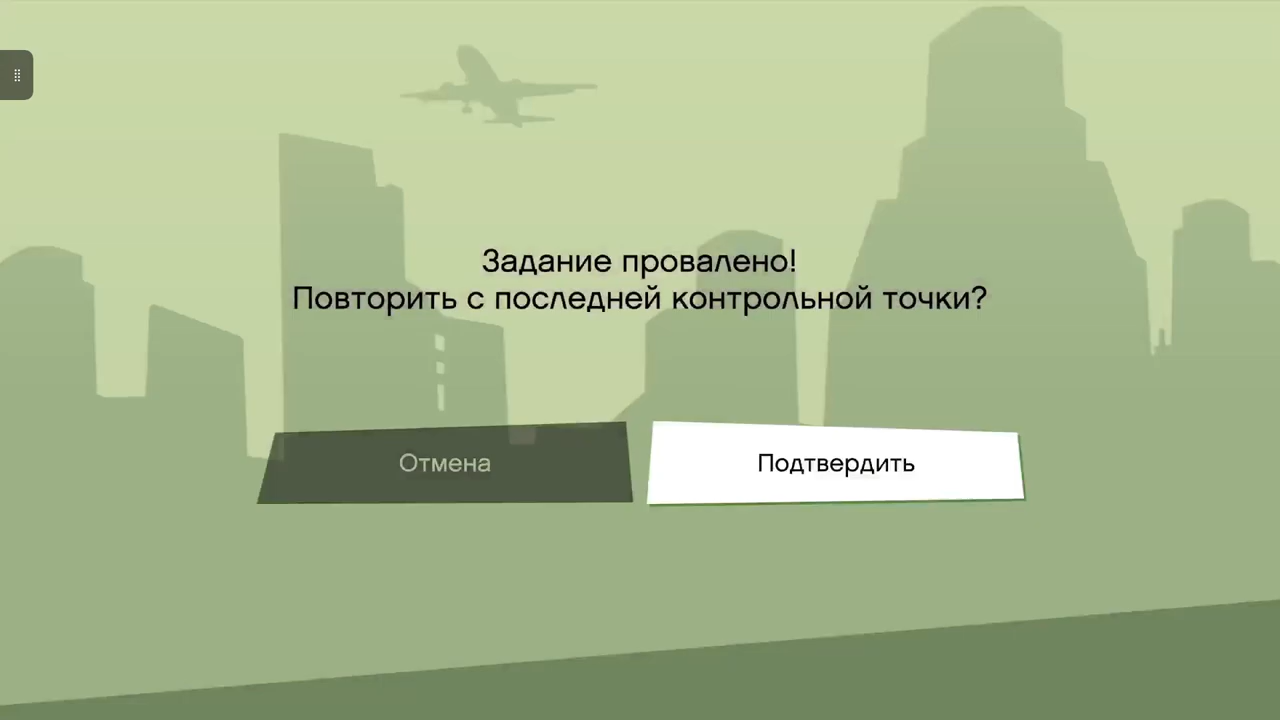 Задание провалено!
Повторить с последней контрольной точки?
Отмена
Подтвердить